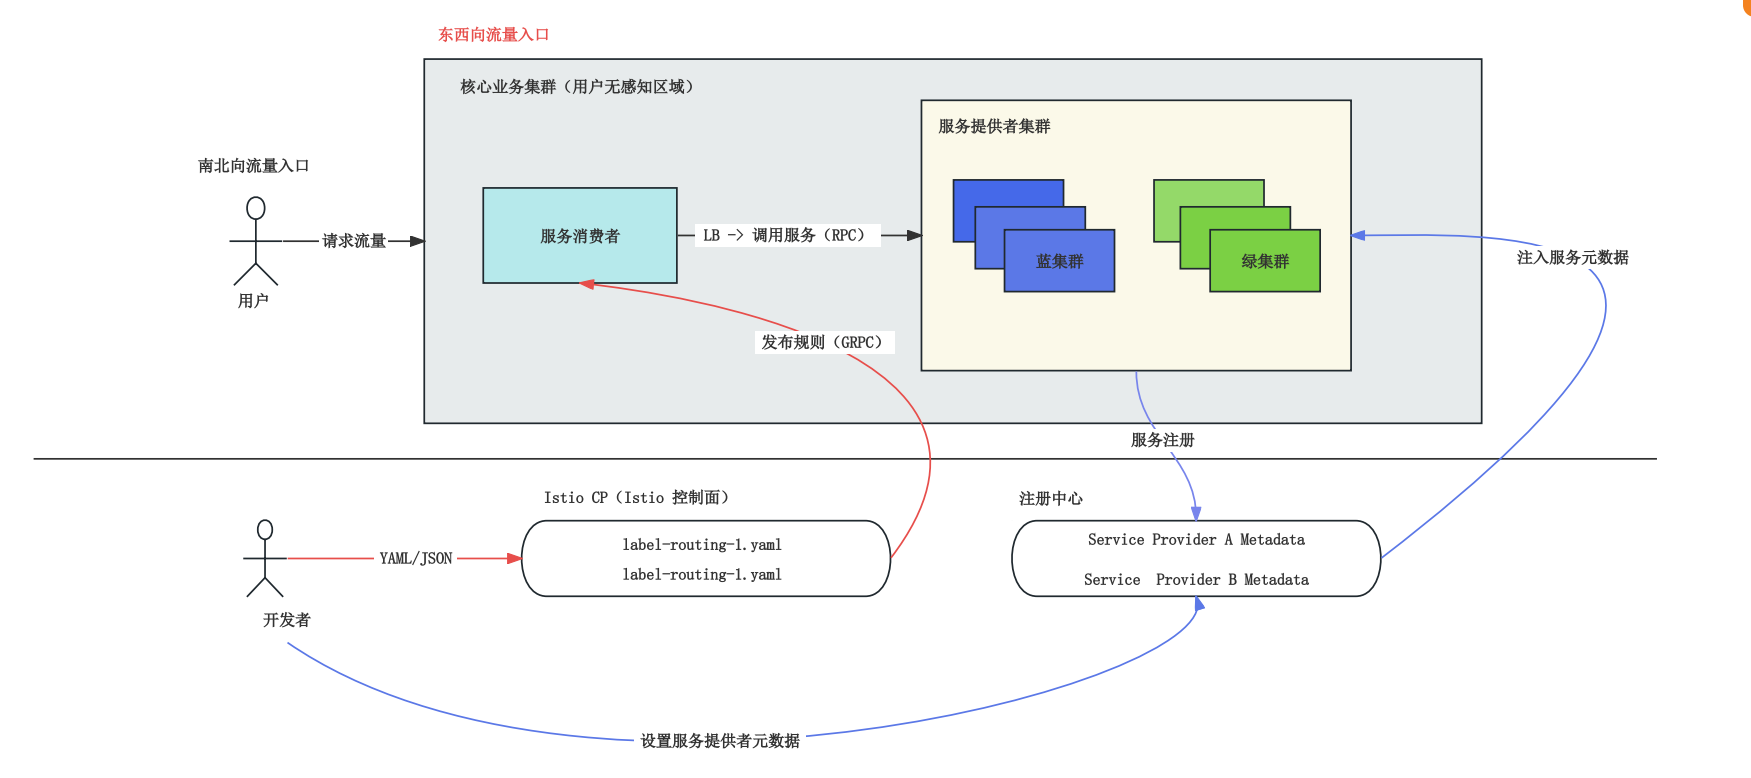 东西向流量入口
核心业务集群（用户无感知区域）
服务提供者集群
南北向流量入口
请求流量
用户
服务消费者
LB -> 调用服务（RPC）
蓝集群
绿集群
注入服务元数据
发布规则（GRPC）
服务注册
Istio CP（Istio 控制面）
label-routing-1.yaml
label-routing-1.yaml
注册中心
Service Provider A Metadata
Service  Provider B Metadata
YAML/JSON
开发者
设置服务提供者元数据